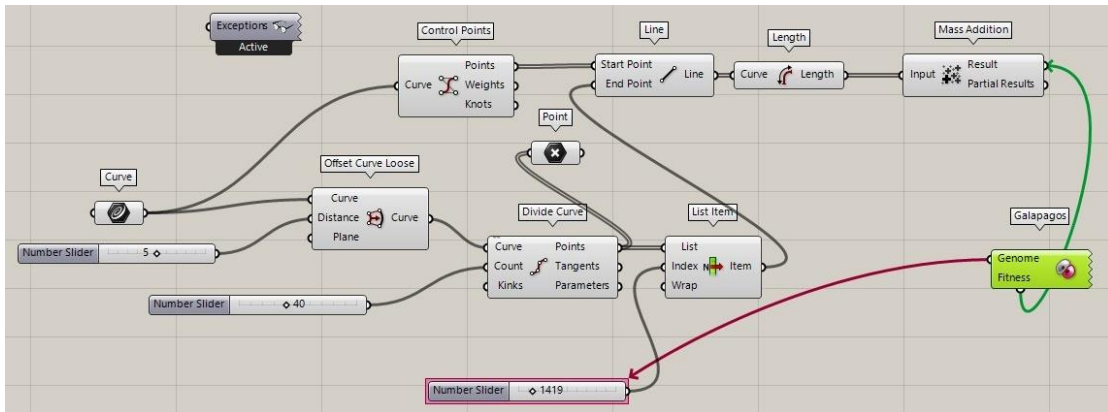 Exceptions
Active
Control Points
Curve
Points
Weights
Knots
Line
Start Point
End Point
Line
Length
Curve
Length
Mass Addition
Input
Result
Partial Results
Point
Curve
Offset Curve Loose
Curve
Distance
Plane
Curve
Number Slider 5
Number Slider 40
Divide Curve
Curve
Count
Kinks
Points
Tangents
Parameters
List Item
List
Index
Wrap
N
Item
Galapagos
Genome
Fitness
Number Slider 1419